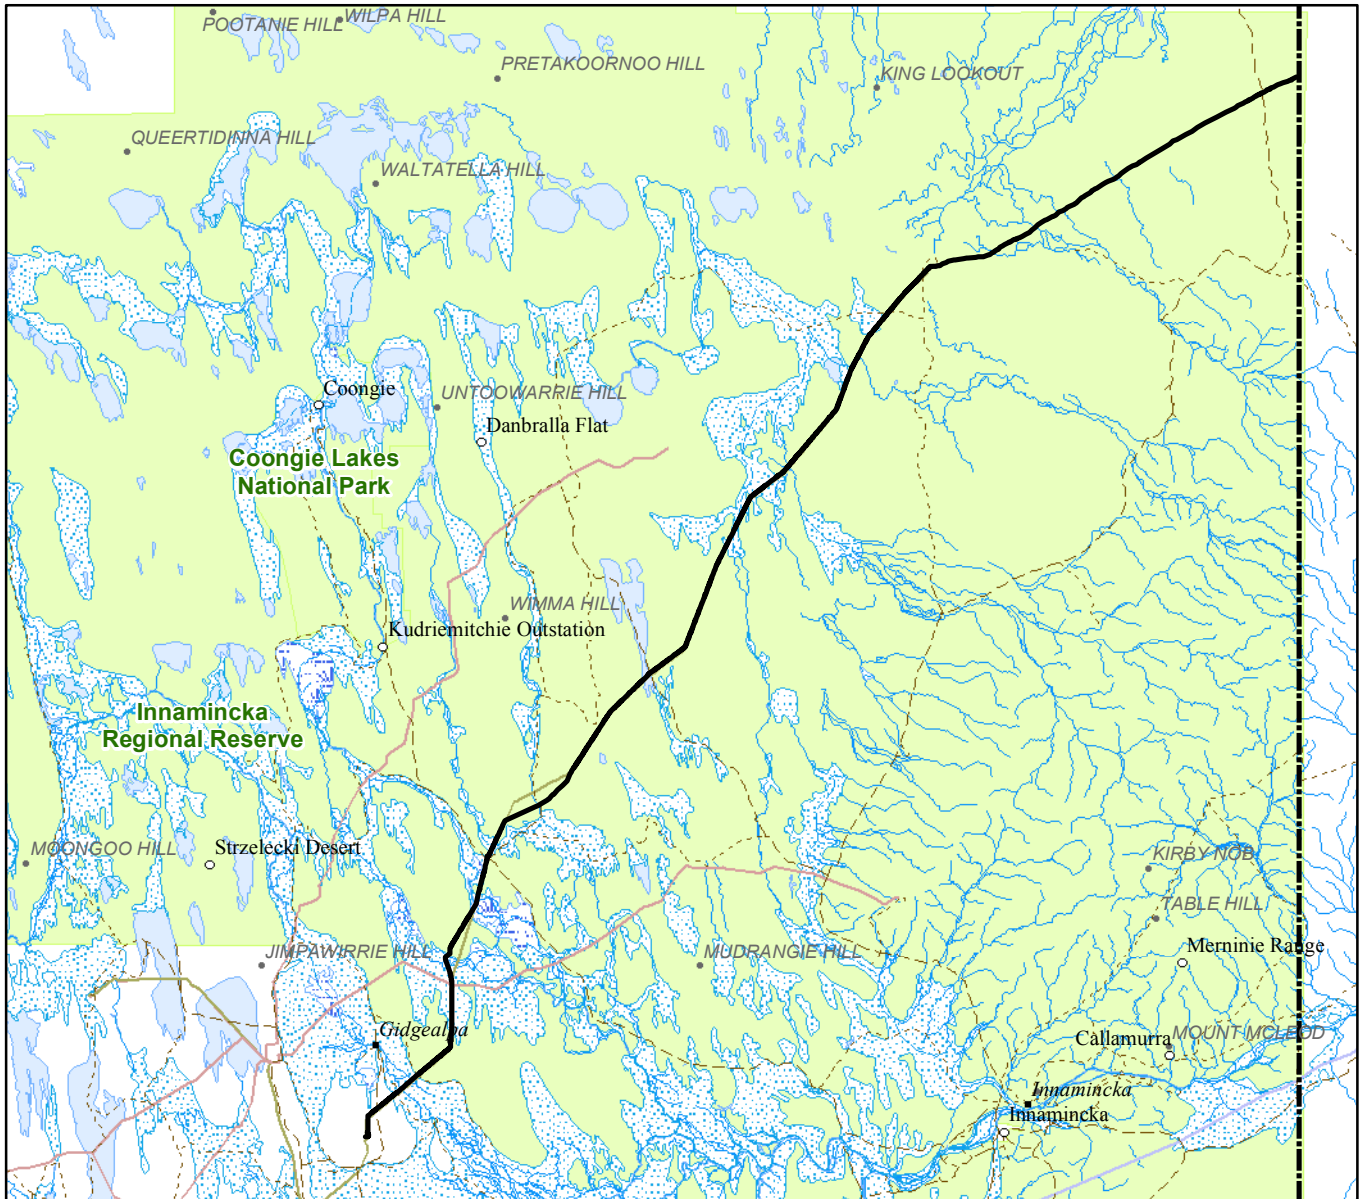 POOTANIE HILL
WILPA HILL
PRETAKOORNOO HILL
KING LOOKOUT
QUEERTIDINNA HILL
WALTATELLA HILL
Coongie
UNTOOWARRIE HILL
Danbralla Flat
Coongie Lakes
National Park
WIMMA HILL
Kudriemitchie Outstation
Innamincka
Regional Reserve
MOONGOO HILL
Strzelecki Desert
KIRBY NOB
TABLE HILL
JIMPAWIRRIE HILL
MUDRANGIE HILL
Merninie Range
Gidgealpa
Callamurra
MOUNT MCLEOD
Innamincka
Innamincka